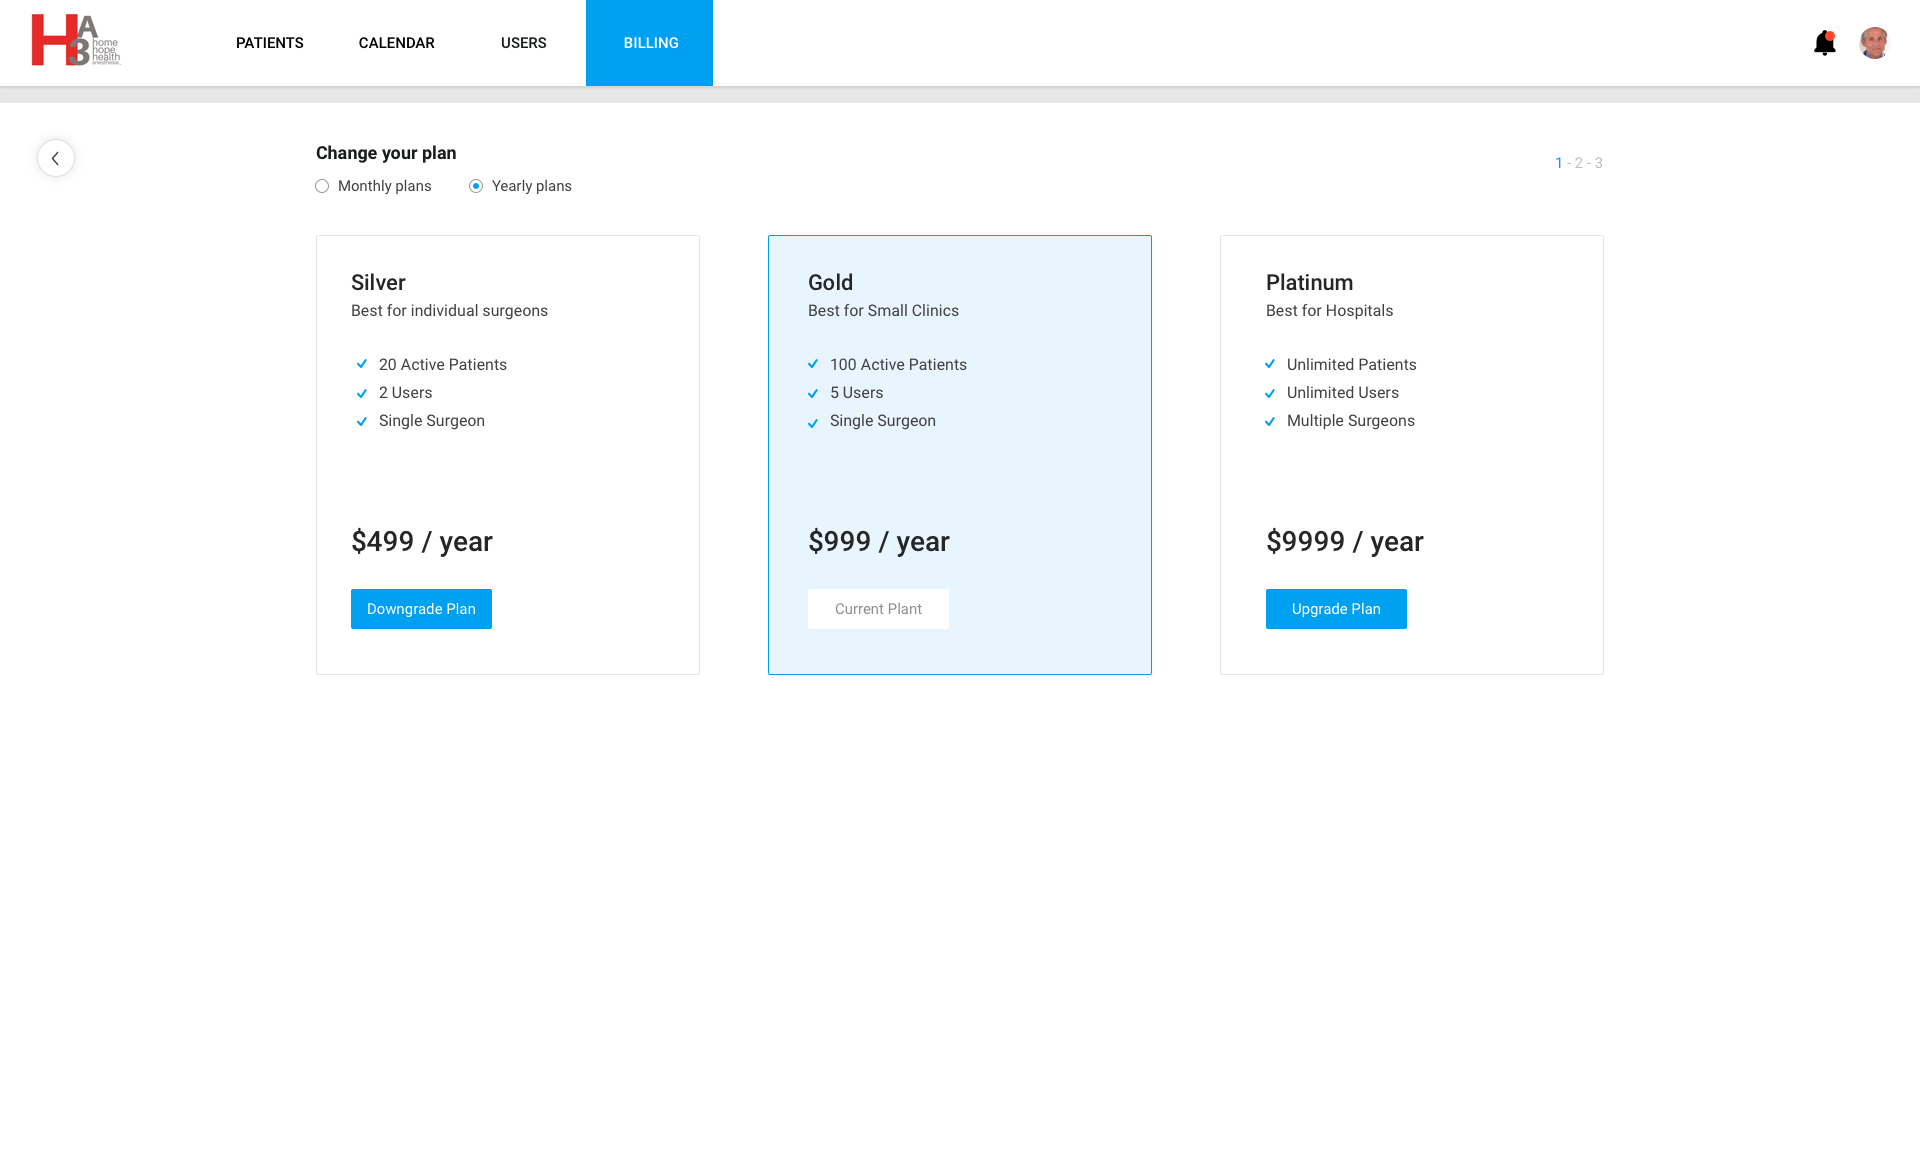 HA3 home hope health anesthesia
PATIENTS
CALENDAR
USERS
BILLING
Change your plan
1 - 2 - 3
Monthly plans
Yearly plans
Silver
Best for individual surgeons
20 Active Patients
2 Users
Single Surgeon
$499 / year
Downgrade Plan
Gold
Best for Small Clinics
100 Active Patients
5 Users
Single Surgeon
$999 / year
Current Plant
Platinum
Best for Hospitals
Unlimited Patients
Unlimited Users
Multiple Surgeons
$9999 / year
Upgrade Plan